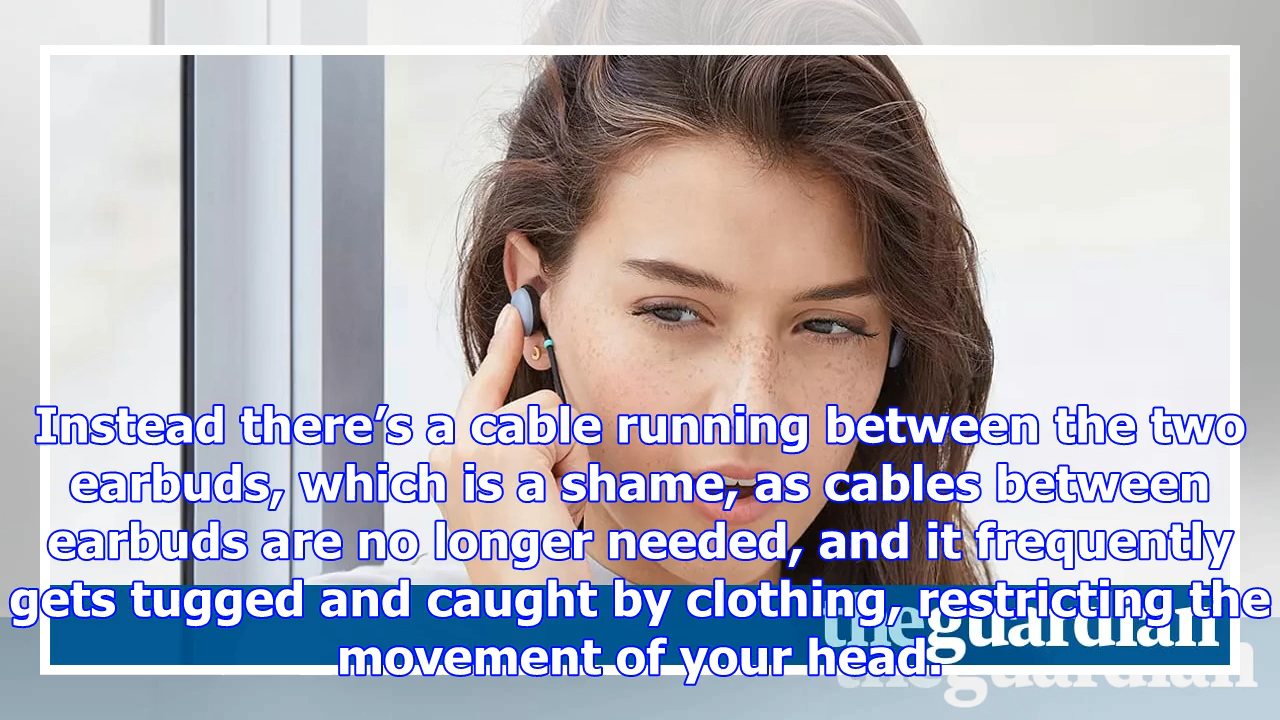 Instead there’s a cable running between the two
earbuds, which is a shame, as cables between
earbuds are no longer needed, and it frequently
gets tugged and caught by clothing, restricting the
movement of your head.
theguardian
theguardian